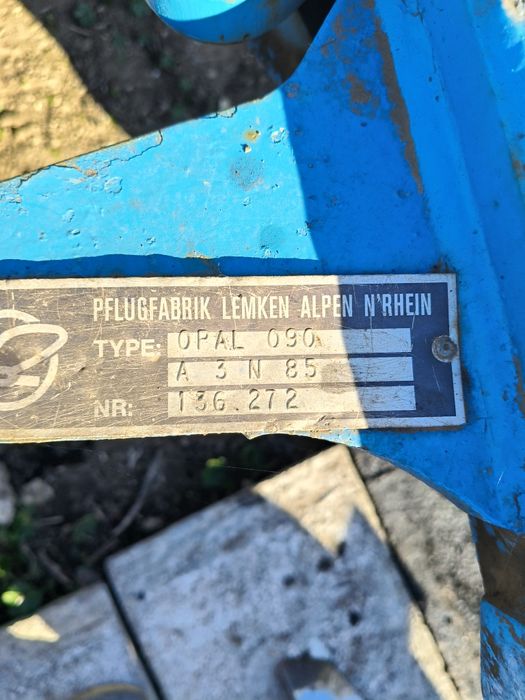 PFLUGFABRIK LEMKEN ALPEN N'RHEIN
TYPE: OPAL 090
A 3 N 85
NR: 136.272